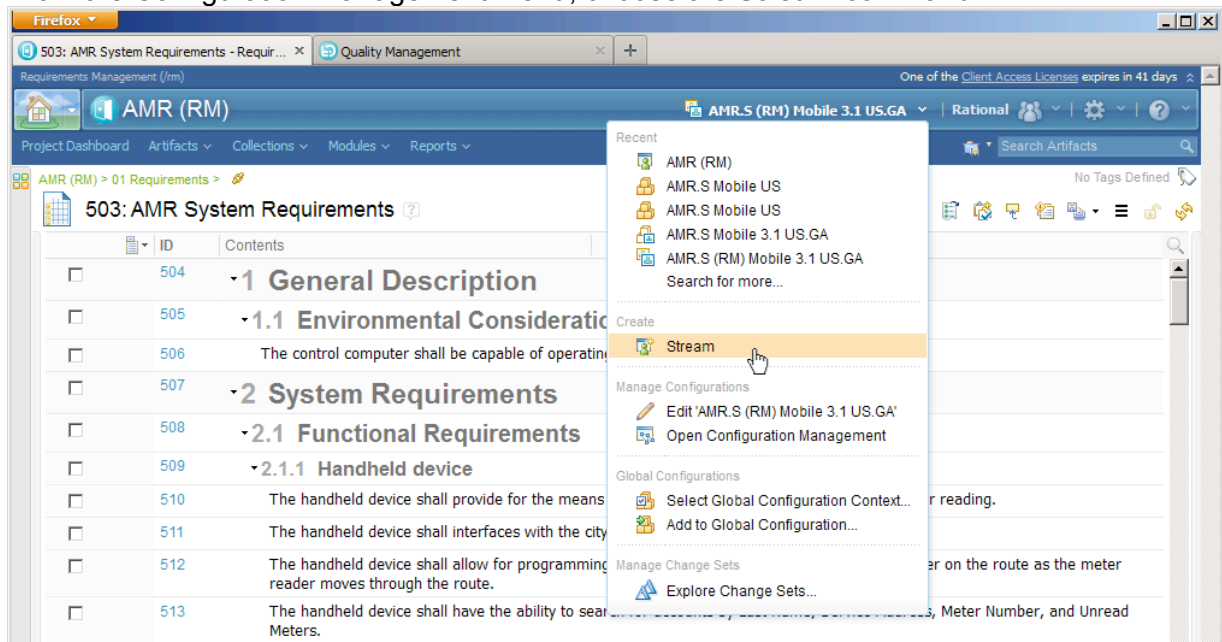 Firefox
503: AMR System Requirements - Requir... × Quality Management × +
Requirements Management (/rm) One of the Client Access Licenses expires in 41 days
AMR (RM) AMR.S (RM) Mobile 3.1 US.GA | Rational | |
Project Dashboard Artifacts Collections Modules Reports Search Artifacts
AMR (RM) > 01 Requirements > No Tags Defined
503: AMR System Requirements ?
ID Contents
504 1 General Description
505 1.1 Environmental Consideratio
506 The control computer shall be capable of operating
507 2 System Requirements
508 2.1 Functional Requirements
509 2.1.1 Handheld device
510 The handheld device shall provide for the means r reading.
511 The handheld device shall interfaces with the city
512 The handheld device shall allow for programming er on the route as the meter
reader moves through the route.
513 The handheld device shall have the ability to sear s, Meter Number, and Unread
Meters.
Recent
AMR (RM)
AMR.S Mobile US
AMR.S Mobile US
AMR.S Mobile 3.1 US.GA
AMR.S (RM) Mobile 3.1 US.GA
Search for more...
Create
Stream
Manage Configurations
Edit 'AMR.S (RM) Mobile 3.1 US.GA'
Open Configuration Management
Global Configurations
Select Global Configuration Context...
Add to Global Configuration...
Manage Change Sets
Explore Change Sets...